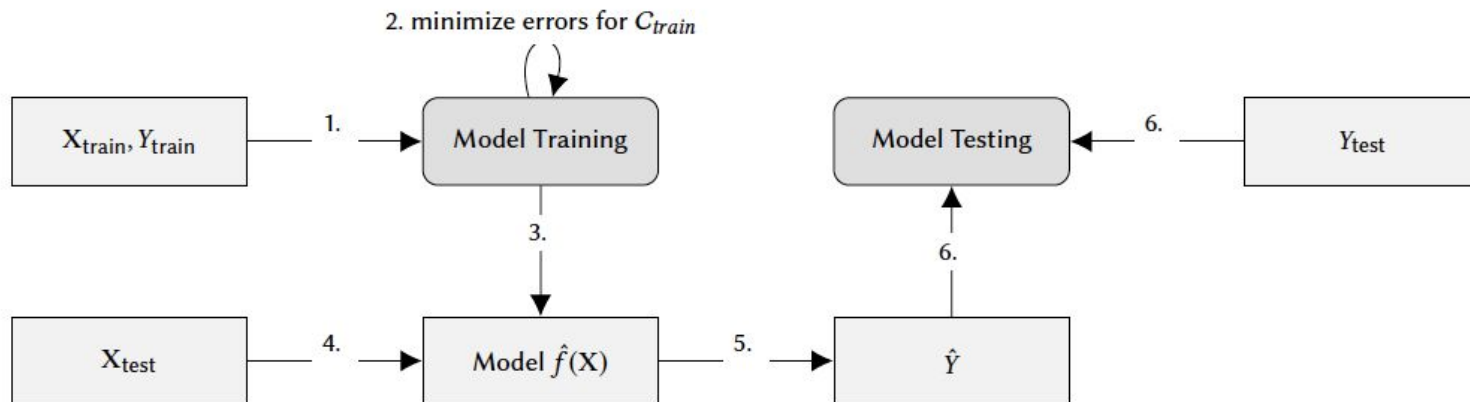 2. minimize errors for C_train
X_train, Y_train
1.
Model Training
Model Testing
6.
Y_test
3.
6.
X_test
4.
Model f̂(X)
5.
Ŷ